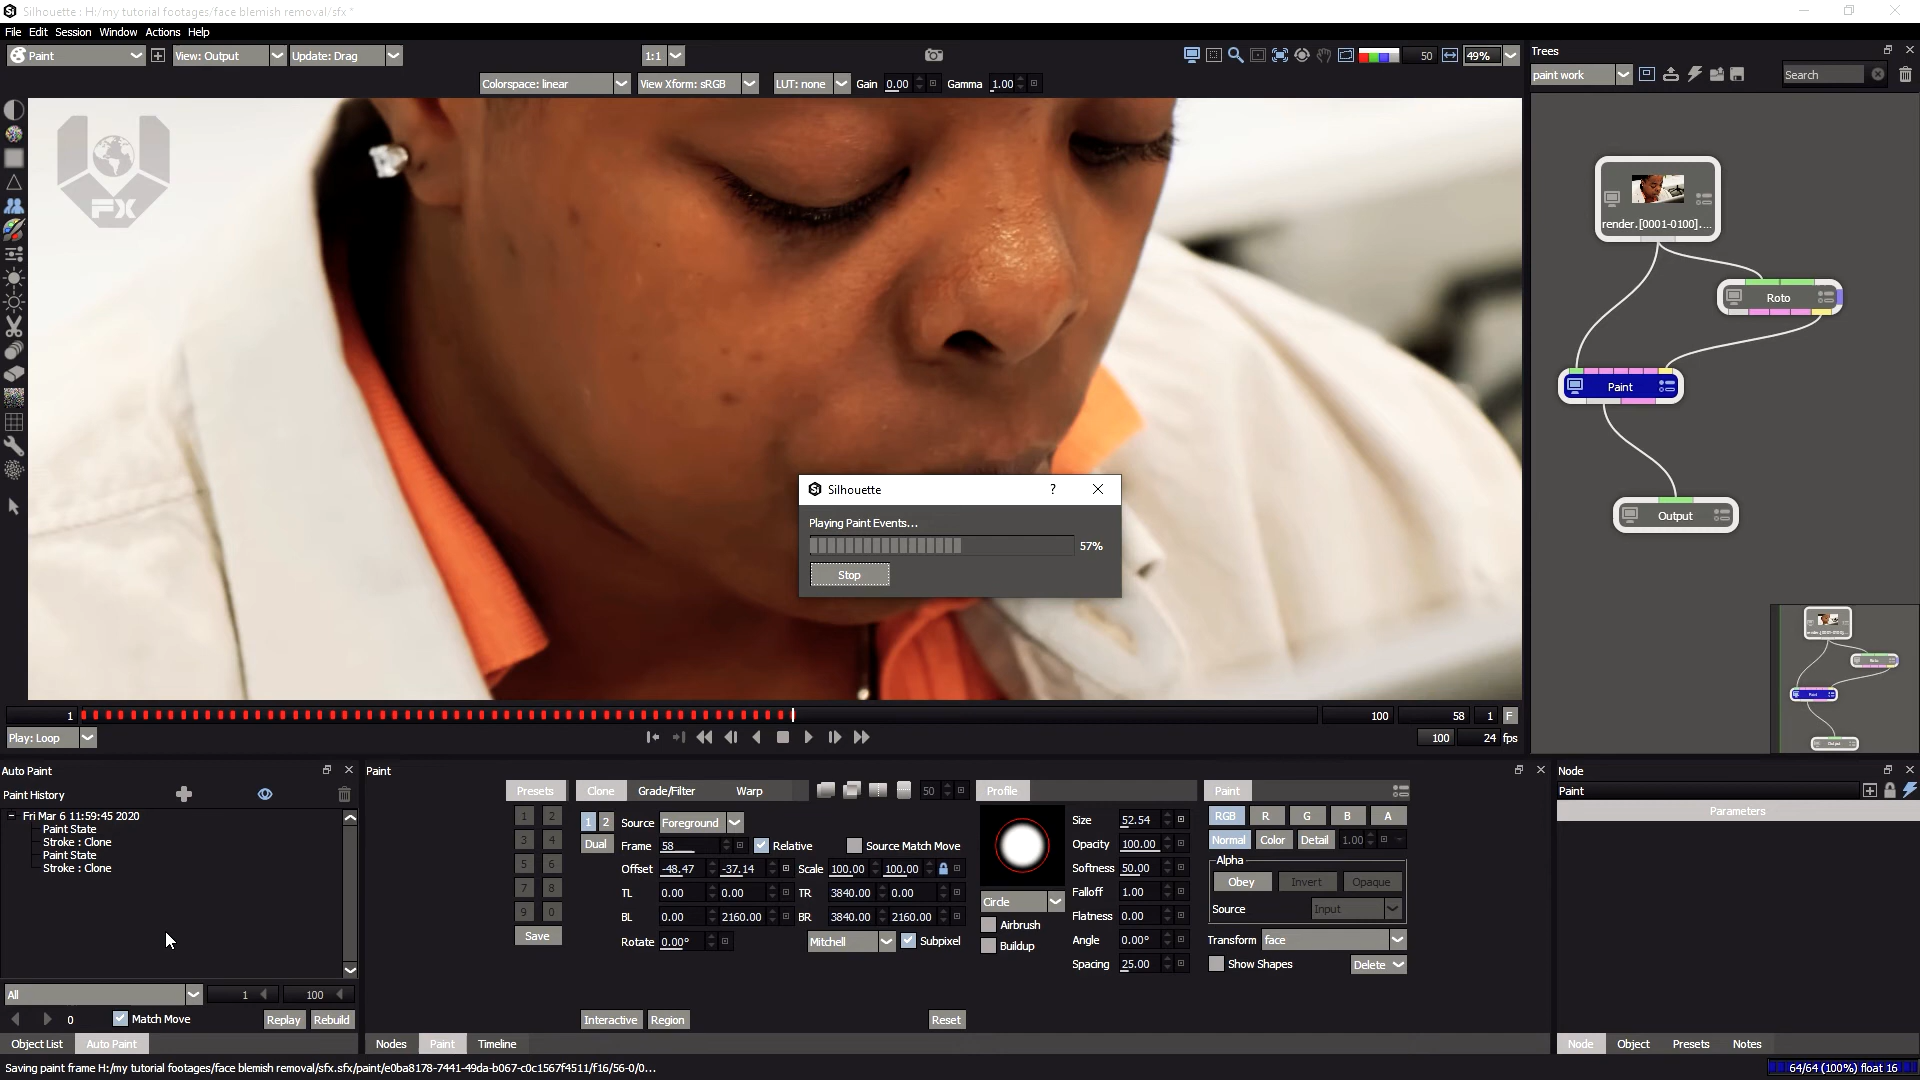 Silhouette : H:/my tutorial footages/face blemish removal/sfx *
File Edit Session Window Actions Help
Paint View: Output Update: Drag 1:1 50 49%
Colorspace: linear View Xform: sRGB LUT: none Gain 0.00 Gamma 1.00
Trees
paint work Search
FX
render.[0001-0100]....
Roto
Paint
Output
Silhouette ?
Playing Paint Events...
57%
Stop
1 100 58 1 F
Play: Loop 100 24 fps
Auto Paint
Paint History
Fri Mar 6 11:59:45 2020
Paint State
Stroke : Clone
Paint State
Stroke : Clone
All 1 100
0 Match Move Replay Rebuild
Object List Auto Paint
Paint
Presets Clone Grade/Filter Warp 50 Profile Paint
1 2
3 4
5 6
7 8
9 0
Save
1 2 Source Foreground
Dual Frame 58 Relative Source Match Move
Offset -48.47 -37.14 Scale 100.00 100.00
TL 0.00 0.00 TR 3840.00 0.00
BL 0.00 2160.00 BR 3840.00 2160.00
Rotate 0.00° Mitchell Subpixel
Interactive Region Reset
Circle
Airbrush
Buildup
Size 52.54
Opacity 100.00
Softness 50.00
Falloff 1.00
Flatness 0.00
Angle 0.00°
Spacing 25.00
RGB R G B A
Normal Color Detail 1.00
Alpha
Obey Invert Opaque
Source Input
Transform face
Show Shapes Delete
Nodes Paint Timeline
Node
Paint
Parameters
Node Object Presets Notes
Saving paint frame H:/my tutorial footages/face blemish removal/sfx.sfx/paint/e0ba8178-7441-49da-b067-c0c1567f4511/f16/56-0/0...
64/64 (100%) float 16